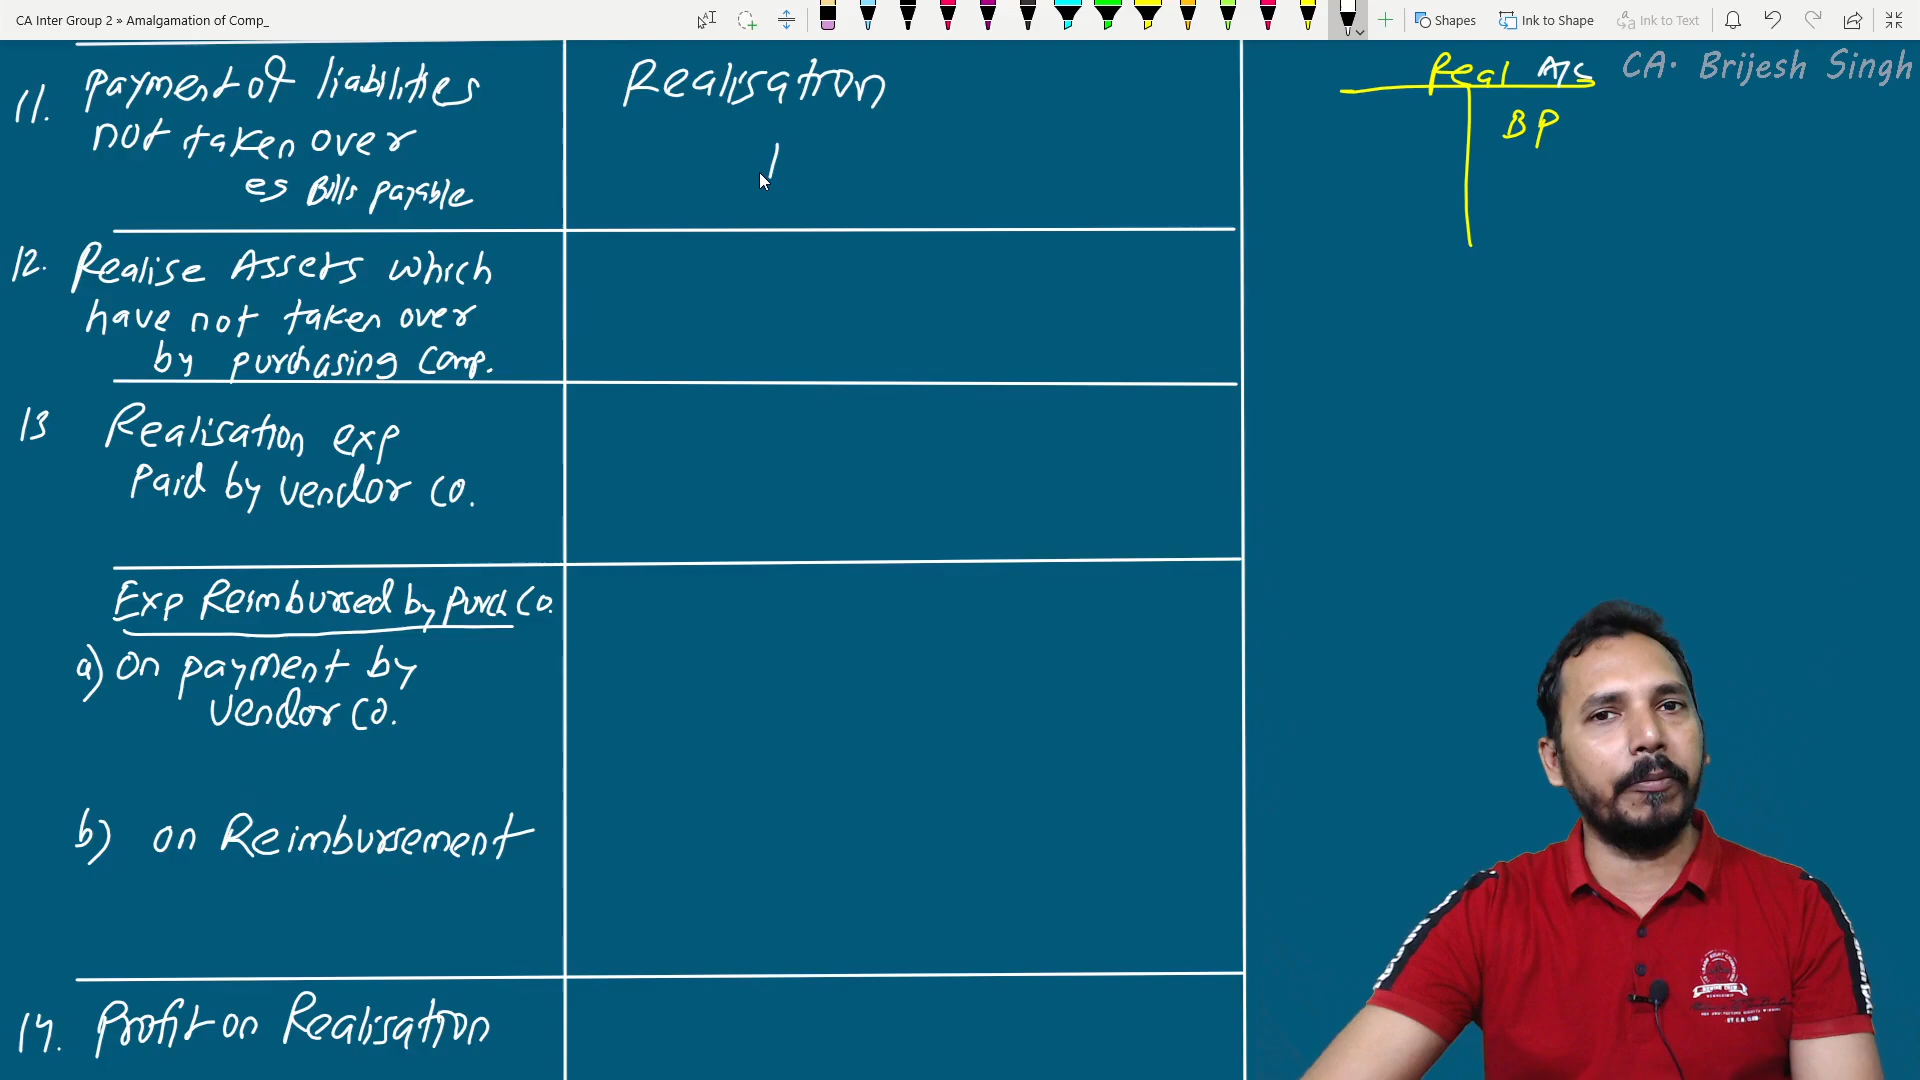 CA Inter Group 2 » Amalgamation of Comp_
Shapes
Ink to Shape
Ink to Text
CA. Brijesh Singh
11. Payment of liabilities
not taken over
es Bills payable
Realisation
Real A/c
BP
12. Realise Assets which
have not taken over
by purchasing Comp.
13 Realisation exp
Paid by vendor co.
Exp Reimbursed by Purch Co.
a) on payment by
vendor co.
b) on Reimbursement
14. Profit on Realisation